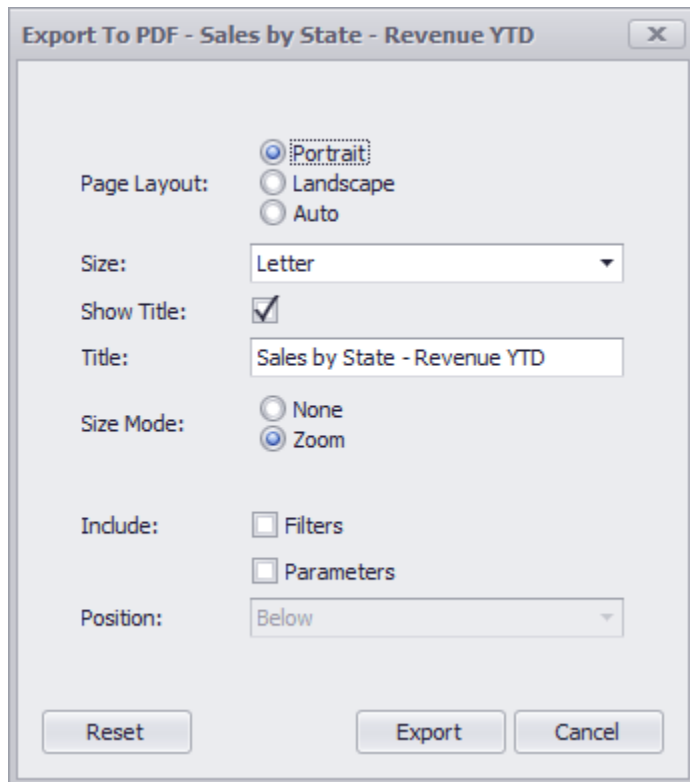 Export To PDF - Sales by State - Revenue YTD
Portrait
Page Layout:
Landscape
Auto
Size:
Letter
Show Title:
Title:
Sales by State - Revenue YTD
None
Size Mode:
Zoom
Include:
Filters
Parameters
Position:
Below
Reset
Export
Cancel